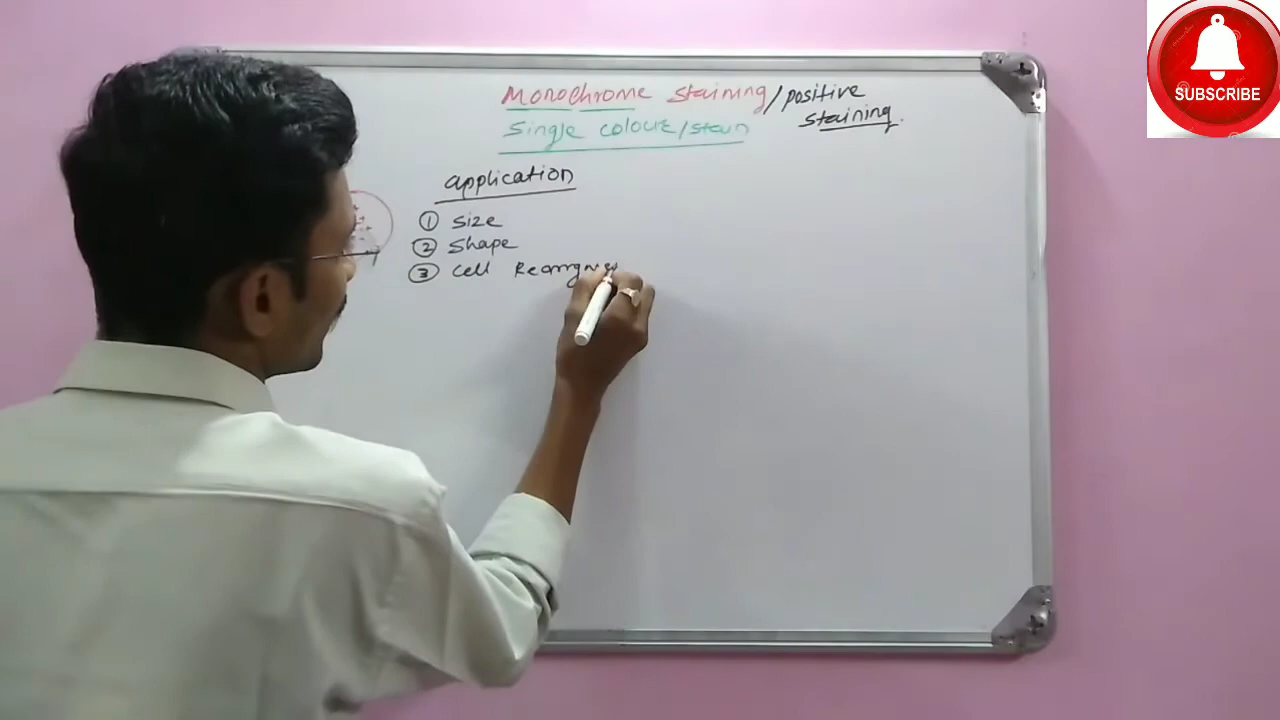 Monochrome staining / positive
staining.
Single colour/stain
application
① Size
② Shape
③ Cell
SUBSCRIBE